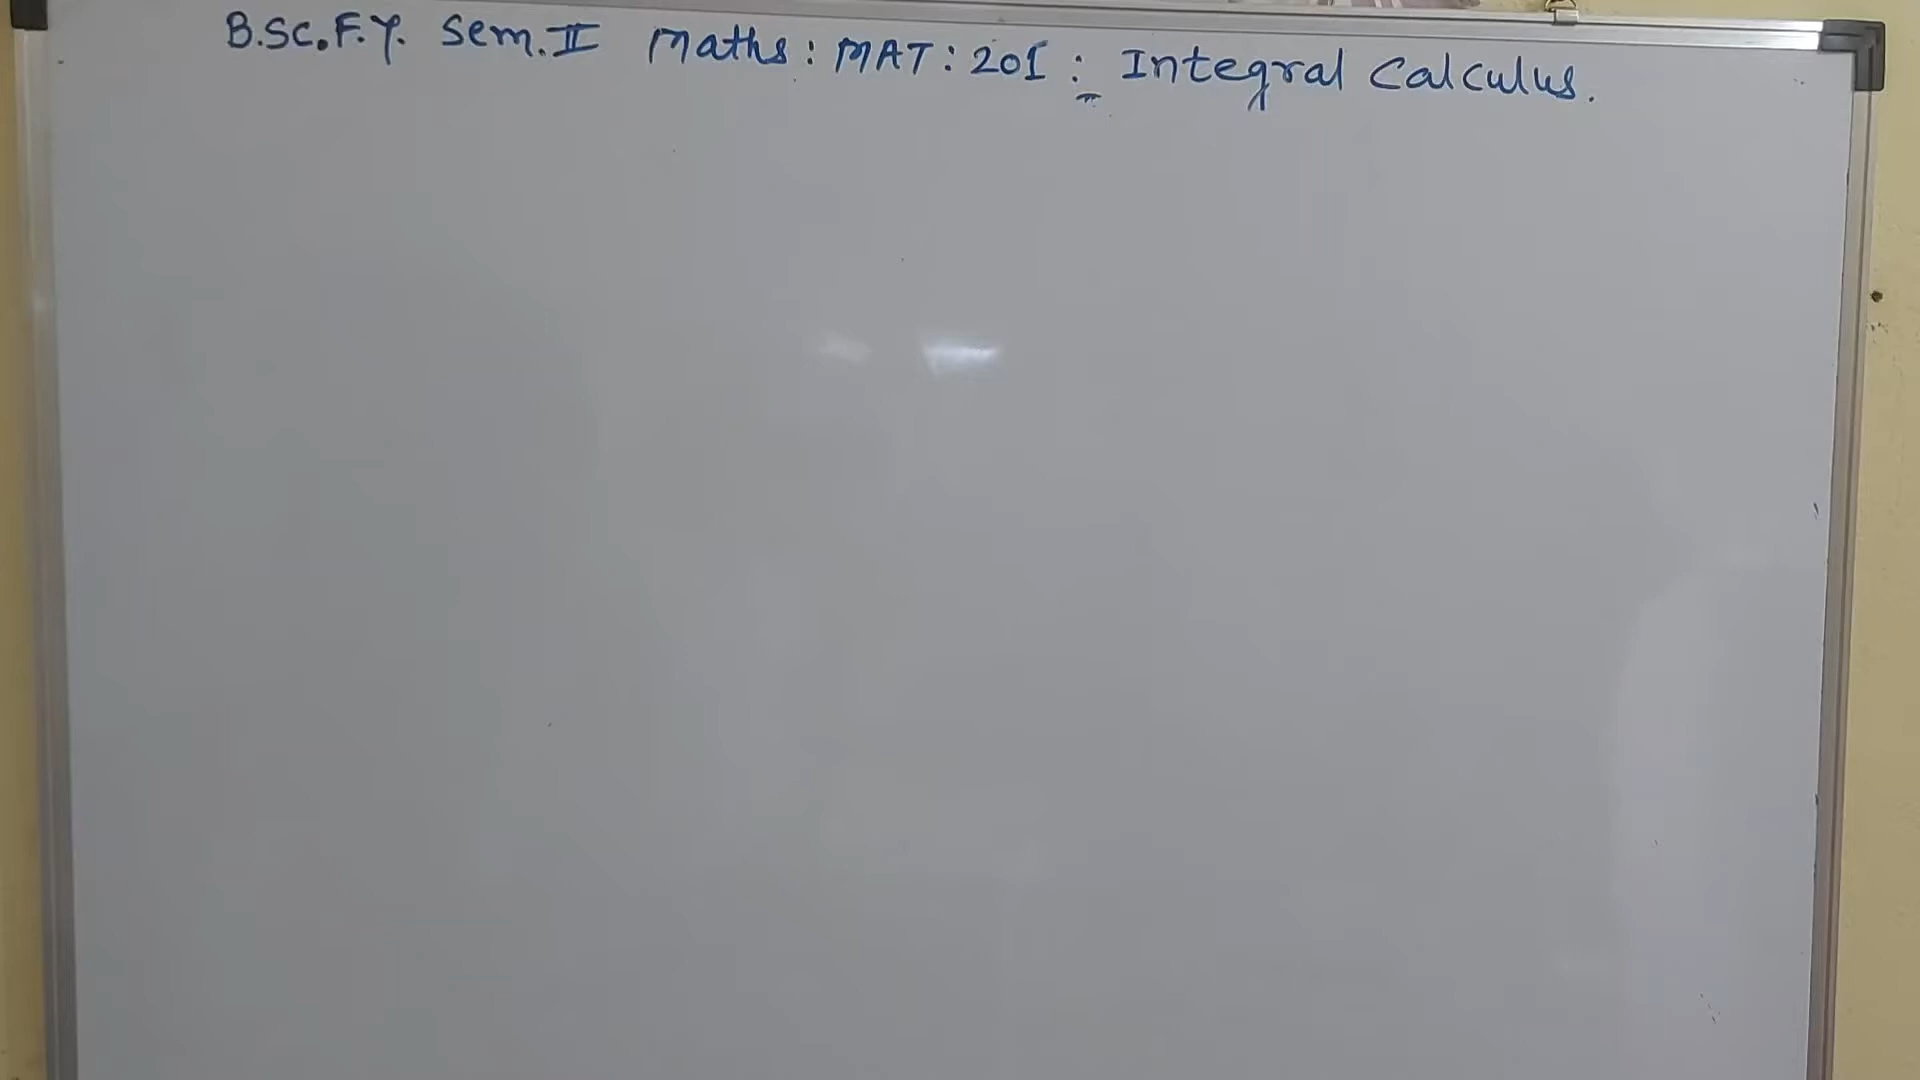 B.Sc.F.Y. Sem.II Maths : MAT : 201 : Integral Calculus.